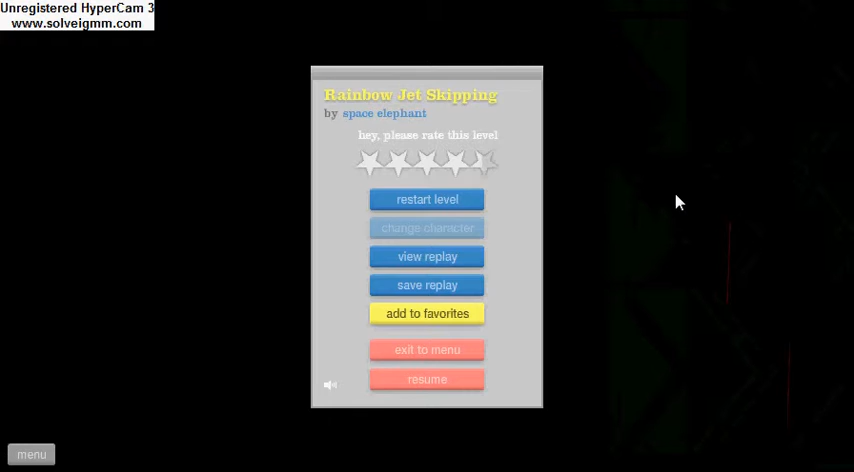 Unregistered HyperCam 3
www.solveigmm.com
Rainbow Jet Skipping
by space elephant
hey, please rate this level
restart level
change character
view replay
save replay
add to favorites
exit to menu
resume
menu